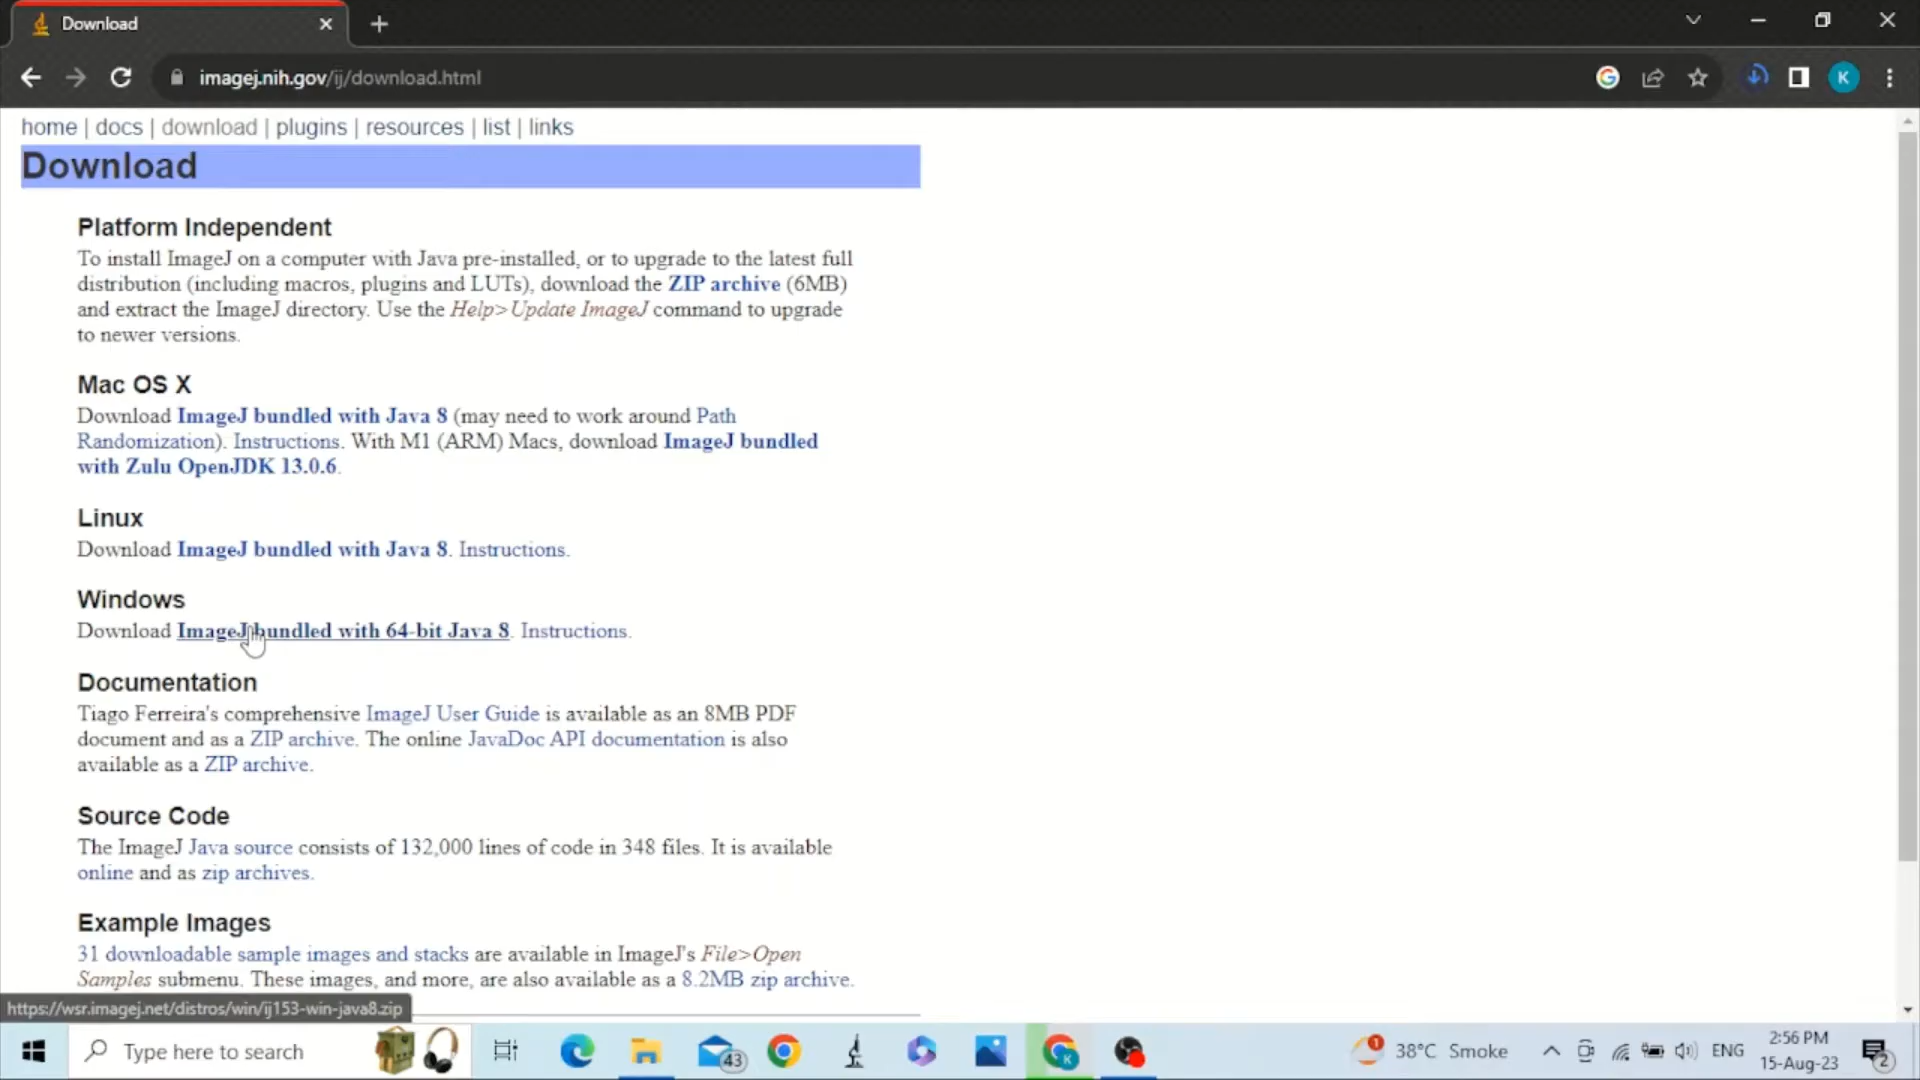 Download
imagej.nih.gov/ij/download.html
K
home | docs | download | plugins | resources | list | links
Download
Platform Independent
To install ImageJ on a computer with Java pre-installed, or to upgrade to the latest full
distribution (including macros, plugins and LUTs), download the ZIP archive (6MB)
and extract the ImageJ directory. Use the Help>Update ImageJ command to upgrade
to newer versions.
Mac OS X
Download ImageJ bundled with Java 8 (may need to work around Path
Randomization). Instructions. With M1 (ARM) Macs, download ImageJ bundled
with Zulu OpenJDK 13.0.6.
Linux
Download ImageJ bundled with Java 8. Instructions.
Windows
Download ImageJ bundled with 64-bit Java 8. Instructions.
Documentation
Tiago Ferreira's comprehensive ImageJ User Guide is available as an 8MB PDF
document and as a ZIP archive. The online JavaDoc API documentation is also
available as a ZIP archive.
Source Code
The ImageJ Java source consists of 132,000 lines of code in 348 files. It is available
online and as zip archives.
Example Images
31 downloadable sample images and stacks are available in ImageJ's File>Open
Samples submenu. These images, and more, are also available as a 8.2MB zip archive.
https://wsr.imagej.net/distros/win/ij153-win-java8.zip
Type here to search
43
K
1
38°C Smoke
ENG
2:56 PM
15-Aug-23
2